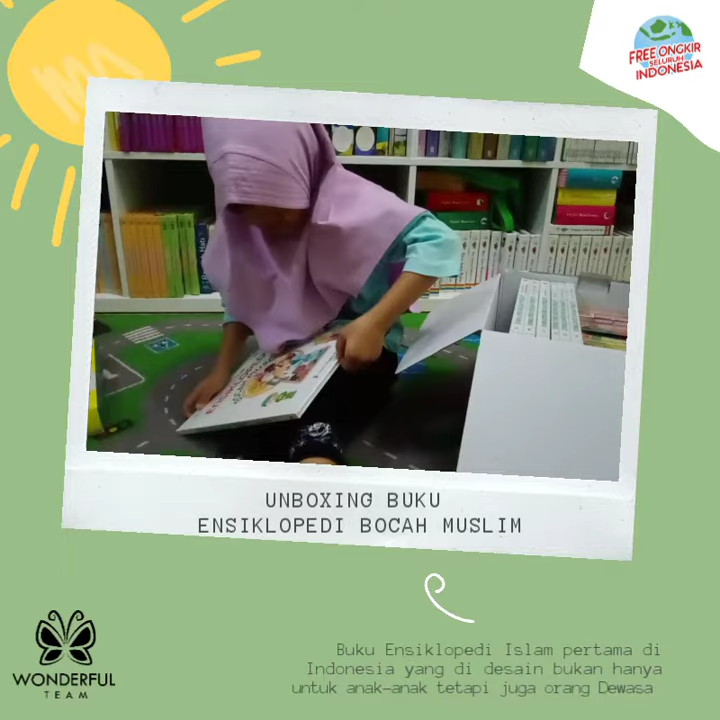 FREE ONGKIR
SELURUH
INDONESIA
UNBOXING BUKU
ENSIKLOPEDI BOCAH MUSLIM
Buku Ensiklopedi Islam pertama di
Indonesia yang di desain bukan hanya
untuk anak-anak tetapi juga orang Dewasa
WONDERFUL
TEAM